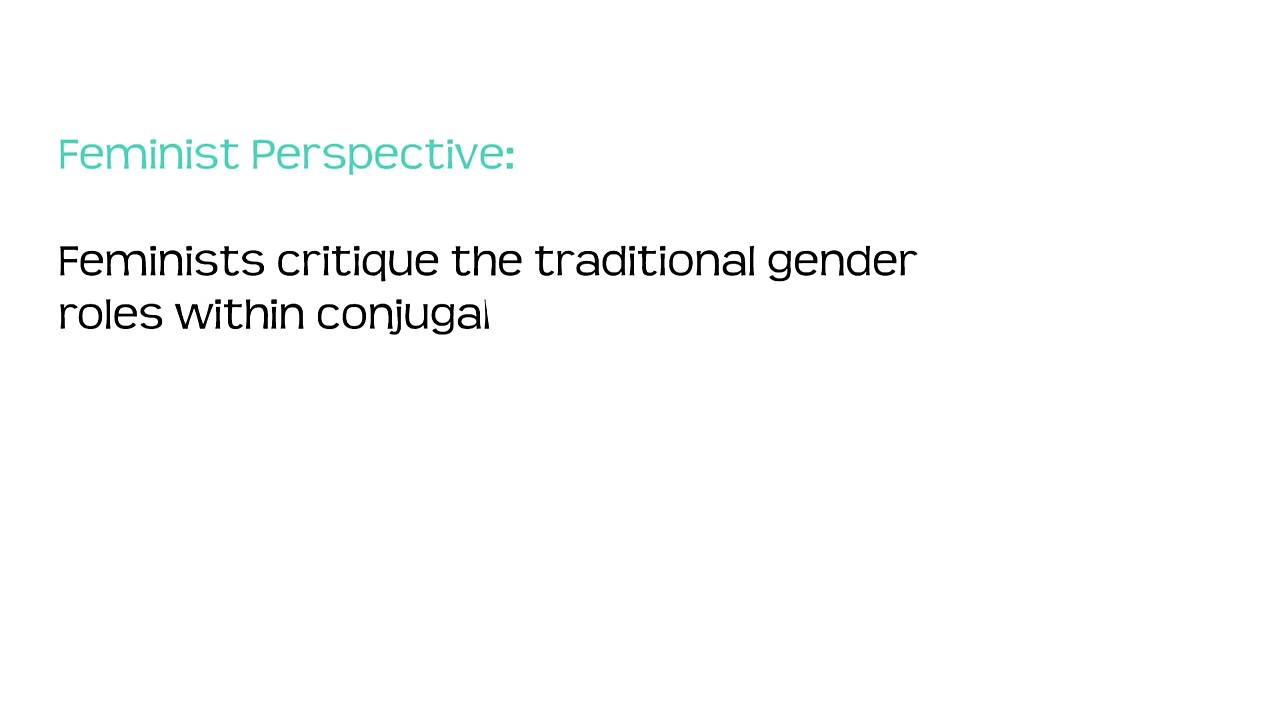 Feminist Perspective:
Feminists critique the traditional gender
roles within conjugal